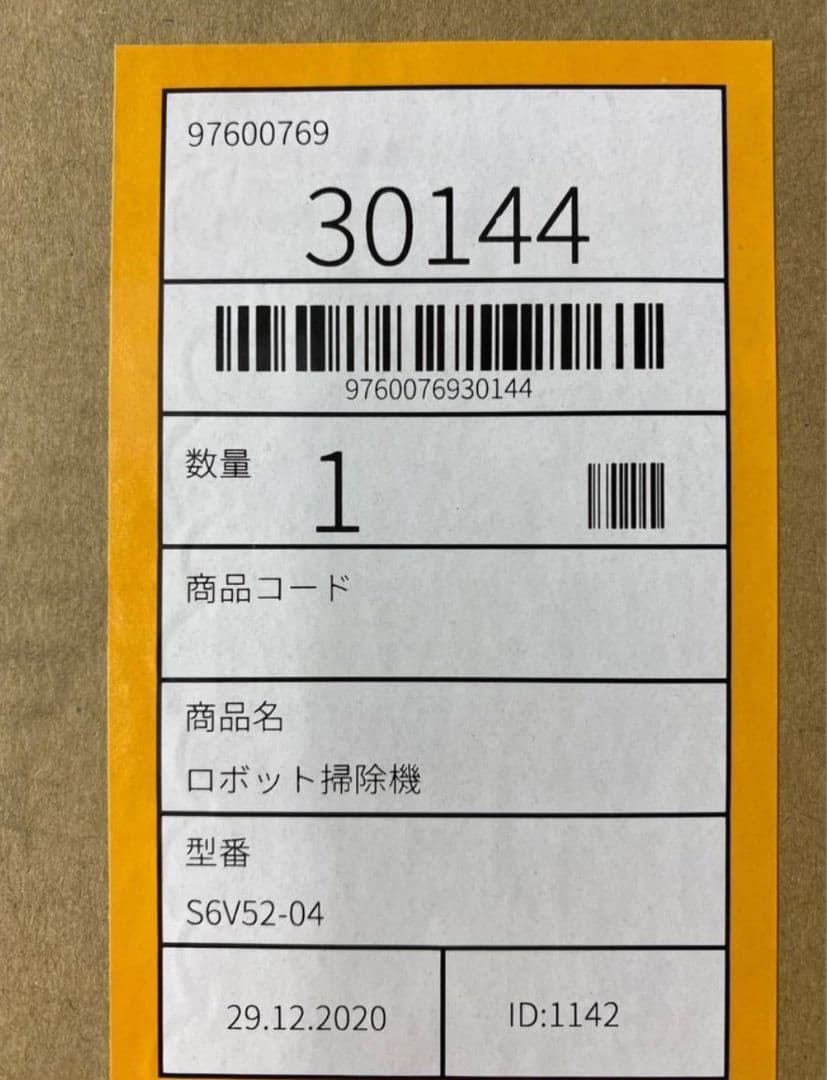 97600769
30144
9760076930144
数量 1
商品コード
商品名
ロボット掃除機
型番
S6V52-04
29.12.2020 ID:1142